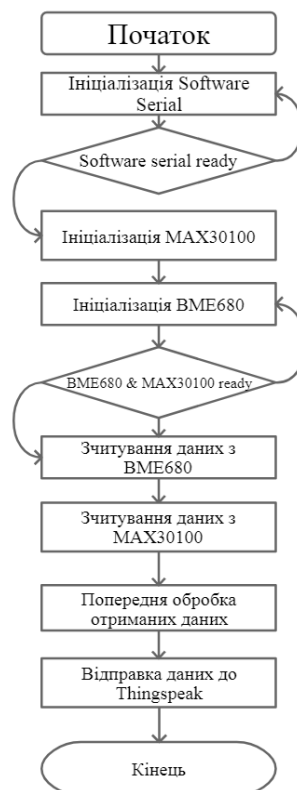 Початок
Ініціалізація Software
Serial
Software serial ready
Ініціалізація MAX30100
Ініціалізація BME680
BME680 & MAX30100 ready
Зчитування даних з
BME680
Зчитування даних з
MAX30100
Попередня обробка
отриманих даних
Відправка даних до
Thingspeak
Кінець